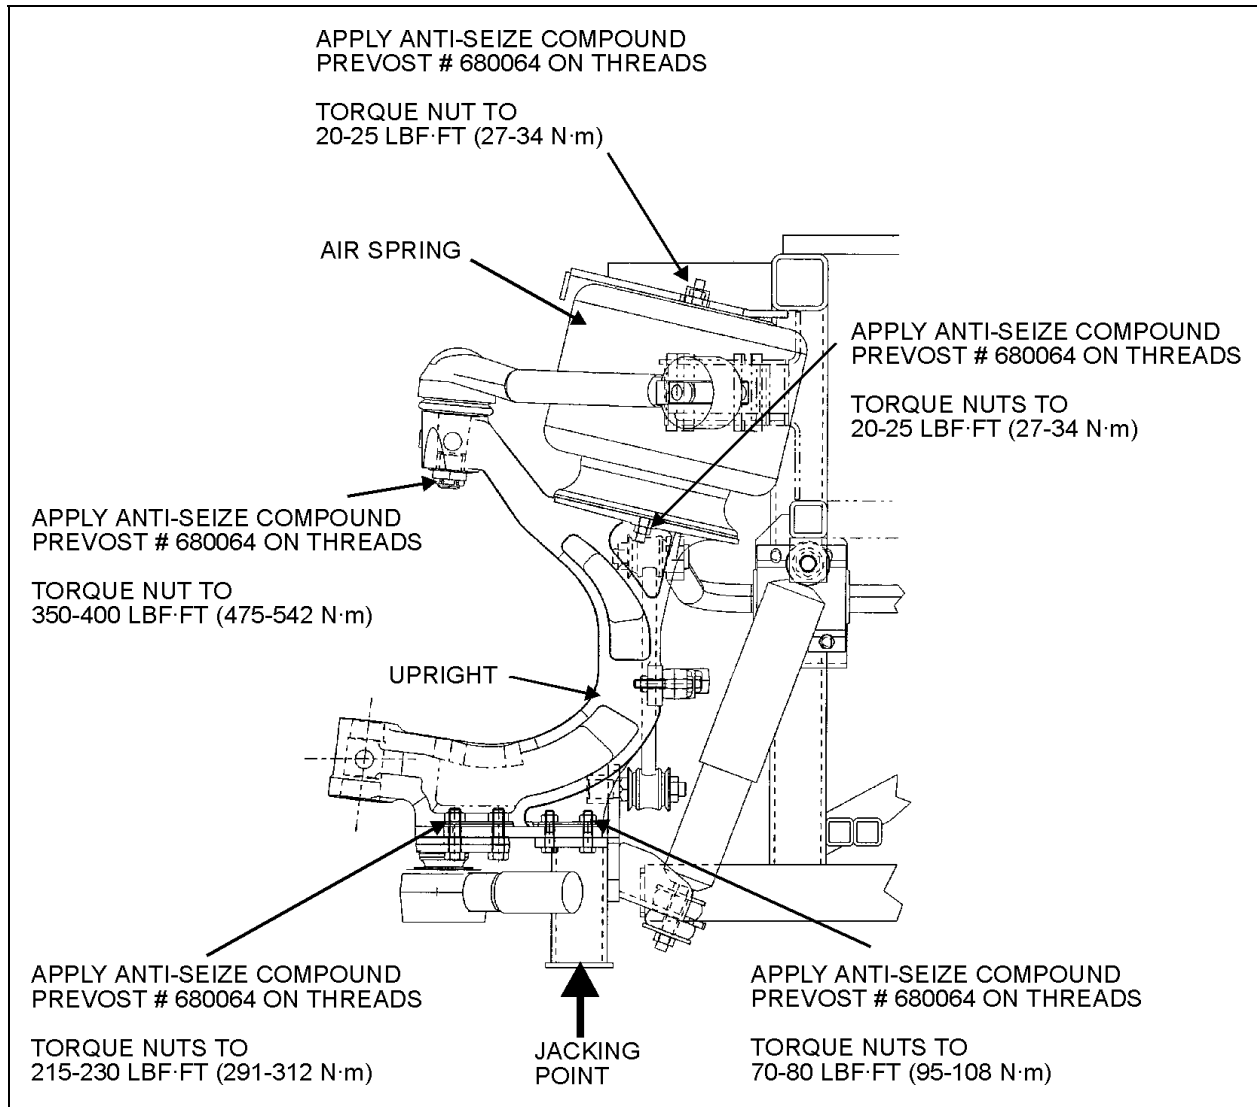 APPLY ANTI-SEIZE COMPOUND
PREVOST # 680064 ON THREADS
TORQUE NUT TO
20-25 LBF·FT (27-34 N·m)
AIR SPRING
APPLY ANTI-SEIZE COMPOUND
PREVOST # 680064 ON THREADS
TORQUE NUTS TO
20-25 LBF·FT (27-34 N·m)
APPLY ANTI-SEIZE COMPOUND
PREVOST # 680064 ON THREADS
TORQUE NUT TO
350-400 LBF·FT (475-542 N·m)
UPRIGHT
APPLY ANTI-SEIZE COMPOUND
PREVOST # 680064 ON THREADS
TORQUE NUTS TO
215-230 LBF·FT (291-312 N·m)
JACKING
POINT
APPLY ANTI-SEIZE COMPOUND
PREVOST # 680064 ON THREADS
TORQUE NUTS TO
70-80 LBF·FT (95-108 N·m)